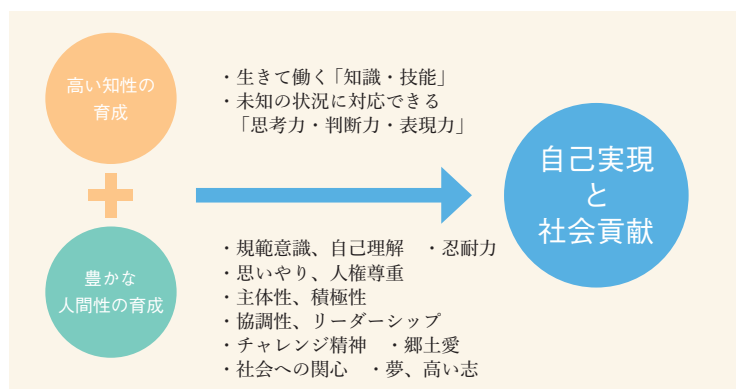 高い知性の
育成
・生きて働く「知識・技能」
・未知の状況に対応できる
「思考力・判断力・表現力」
自己実現
と
社会貢献
豊かな
人間性の育成
・規範意識、自己理解　・忍耐力
・思いやり、人権尊重
・主体性、積極性
・協調性、リーダーシップ
・チャレンジ精神　・郷土愛
・社会への関心　・夢、高い志